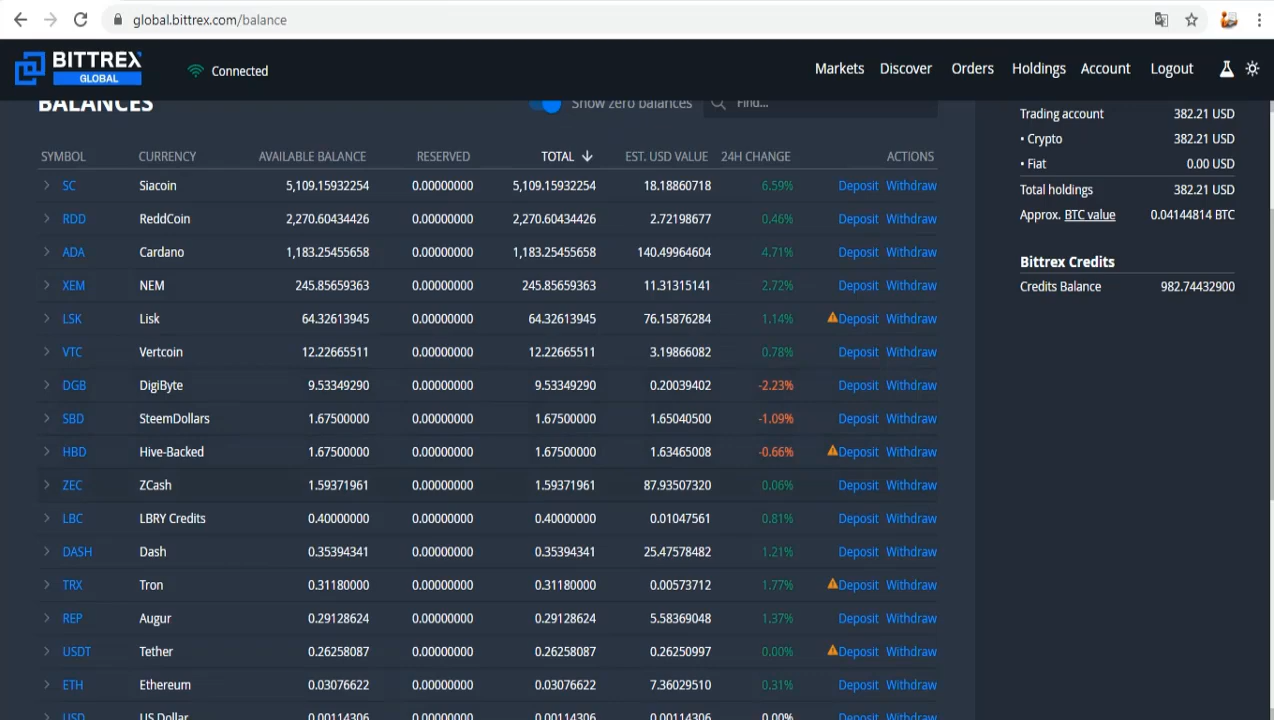 global.bittrex.com/balance
BITTREX
GLOBAL
Connected
Markets Discover Orders Holdings Account Logout
BALANCES
Show zero balances
Find...
SYMBOL CURRENCY AVAILABLE BALANCE RESERVED TOTAL EST. USD VALUE 24H CHANGE ACTIONS
SC Siacoin 5,109.15932254 0.00000000 5,109.15932254 18.18860718 6.59% Deposit Withdraw
RDD ReddCoin 2,270.60434426 0.00000000 2,270.60434426 2.72198677 0.46% Deposit Withdraw
ADA Cardano 1,183.25455658 0.00000000 1,183.25455658 140.49964604 4.71% Deposit Withdraw
XEM NEM 245.85659363 0.00000000 245.85659363 11.31315141 2.72% Deposit Withdraw
LSK Lisk 64.32613945 0.00000000 64.32613945 76.15876284 1.14% Deposit Withdraw
VTC Vertcoin 12.22665511 0.00000000 12.22665511 3.19866082 0.78% Deposit Withdraw
DGB DigiByte 9.53349290 0.00000000 9.53349290 0.20039402 -2.23% Deposit Withdraw
SBD SteemDollars 1.67500000 0.00000000 1.67500000 1.65040500 -1.09% Deposit Withdraw
HBD Hive-Backed 1.67500000 0.00000000 1.67500000 1.63465008 -0.66% Deposit Withdraw
ZEC ZCash 1.59371961 0.00000000 1.59371961 87.93507320 0.06% Deposit Withdraw
LBC LBRY Credits 0.40000000 0.00000000 0.40000000 0.01047561 0.81% Deposit Withdraw
DASH Dash 0.35394341 0.00000000 0.35394341 25.47578482 1.21% Deposit Withdraw
TRX Tron 0.31180000 0.00000000 0.31180000 0.00573712 1.77% Deposit Withdraw
REP Augur 0.29128624 0.00000000 0.29128624 5.58369048 1.37% Deposit Withdraw
USDT Tether 0.26258087 0.00000000 0.26258087 0.26250997 0.00% Deposit Withdraw
ETH Ethereum 0.03076622 0.00000000 0.03076622 7.36029510 0.31% Deposit Withdraw
USD US Dollar 0.00114306 0.00000000 0.00114306 0.00114306 0.00% Deposit Withdraw
Trading account 382.21 USD
• Crypto 382.21 USD
• Fiat 0.00 USD
Total holdings 382.21 USD
Approx. BTC value 0.04144814 BTC
Bittrex Credits
Credits Balance 982.74432900